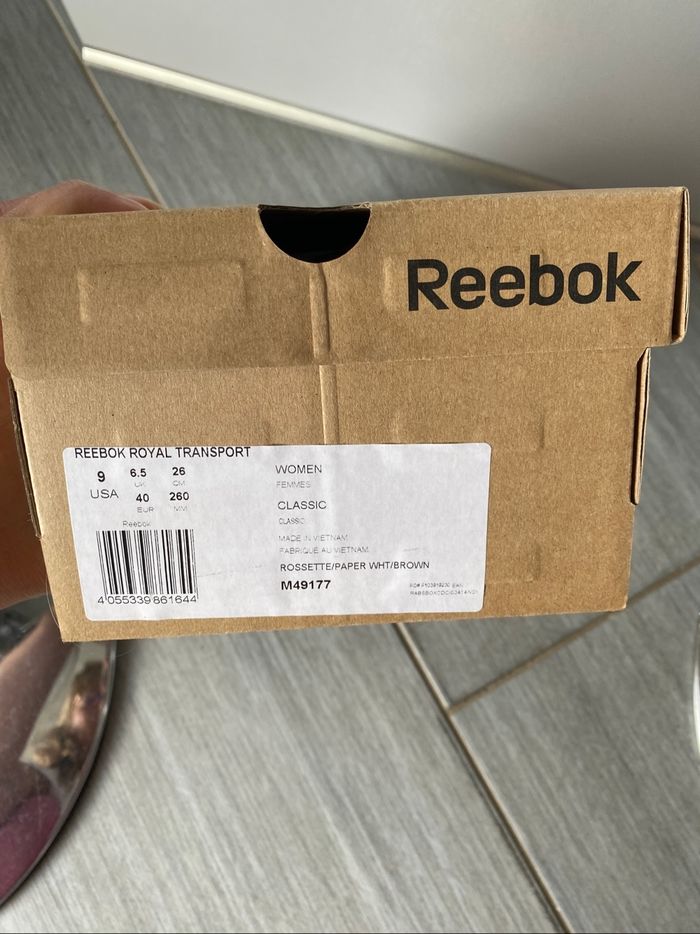 Reebok
REEBOK ROYAL TRANSPORT
9 6.5 26
UK CM
USA 40 260
EUR MM
Reebok
4 055339 861644
WOMEN
FEMMES
CLASSIC
CLASSIC
MADE IN VIETNAM
FABRIQUE AU VIETNAM
ROSSETTE/PAPER WHT/BROWN
M49177